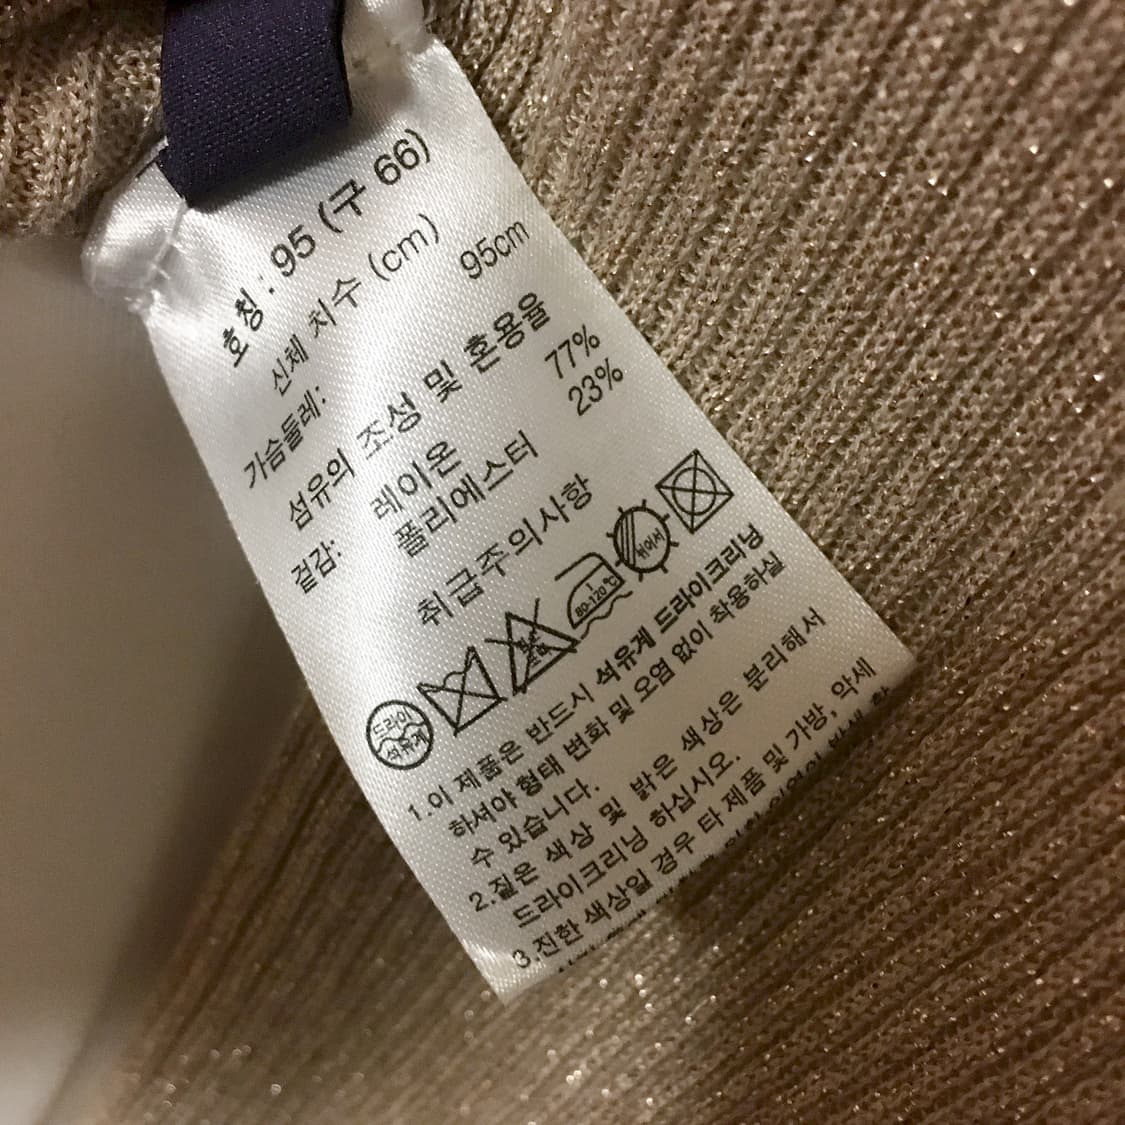 호칭 : 95 (구 66)
신체 치수 (cm)
가슴둘레: 95cm
섬유의 조성 및 혼용율
겉감: 레이온 77%
폴리에스터 23%
취급주의사항
드라이
석유계
80-120℃
뉘어서
1.이 제품은 반드시 석유계 드라이크리닝
하셔야 형태 변화 및 오염 없이 착용하실
수 있습니다.
2.짙은 색상 및 밝은 색상은 분리해서
드라이크리닝 하십시오.
3.진한 색상일 경우 타제품 및 가방, 악세